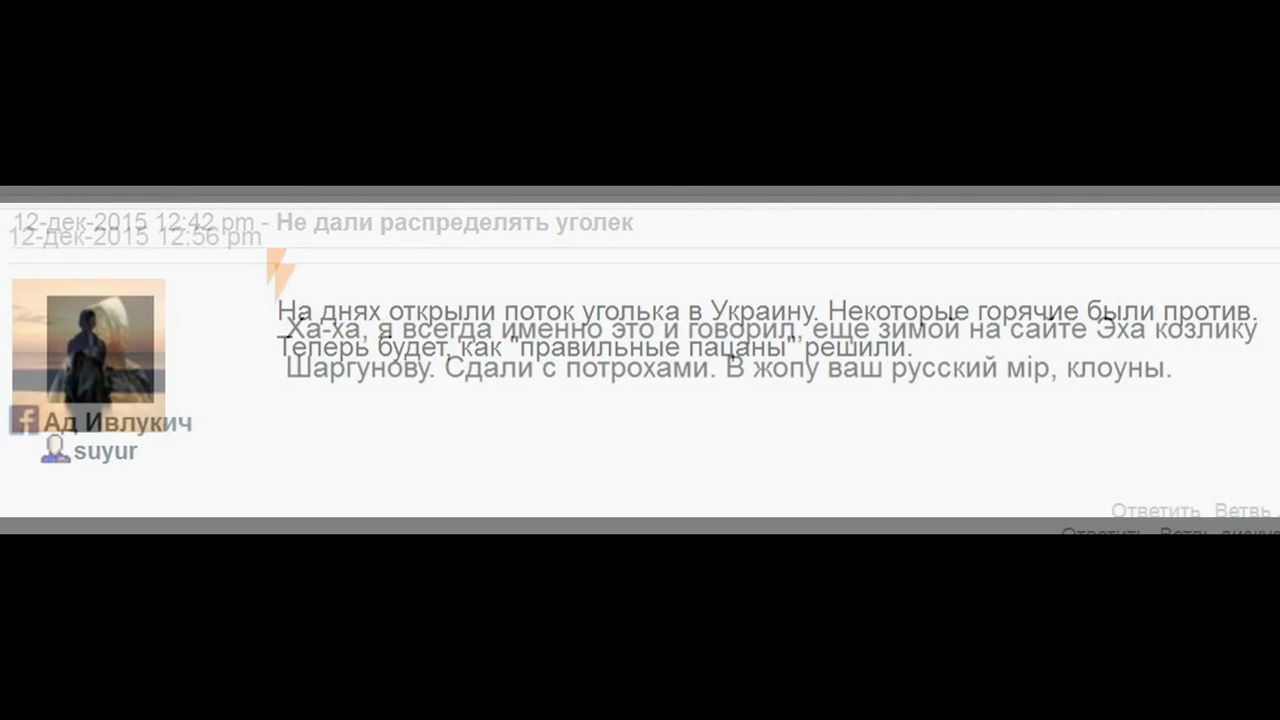 12-дек-2015 12:42 pm - Не дали распределять уголек
12-дек-2015 12:56 pm
На днях открыли поток уголька в Украину. Некоторые горячие были против.
Ха-ха, я всегда именно это и говорил, еще зимой на сайте Эха козлику
Теперь будет, как "правильные пацаны" решили.
Шаргунову. Сдали с потрохами. В жопу ваш русский мір, клоуны.
Ад Ивлукич
suyur
Ответить Ветвь
Ответить Ветвь